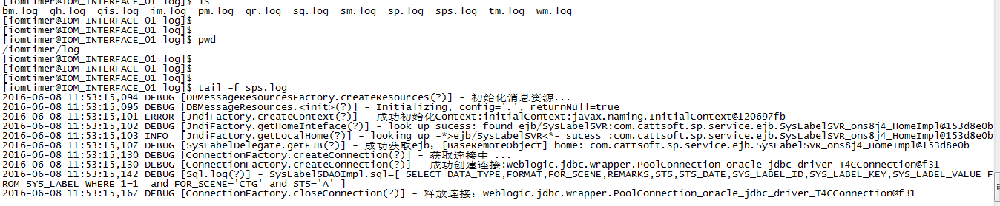 [iomtimer@IOM_INTERFACE_01 log]$ ls
bm.log  gh.log  gis.log  im.log  pm.log  qr.log  sg.log  sm.log  sp.log  sps.log  tm.log  wm.log
[iomtimer@IOM_INTERFACE_01 log]$
[iomtimer@IOM_INTERFACE_01 log]$
[iomtimer@IOM_INTERFACE_01 log]$ pwd
/iomtimer/log
[iomtimer@IOM_INTERFACE_01 log]$
[iomtimer@IOM_INTERFACE_01 log]$
[iomtimer@IOM_INTERFACE_01 log]$ tail -f sps.log
2016-06-08 11:53:15,094 DEBUG [DBMessageResourcesFactory.createResources(?)] - 初始化消息资源...
2016-06-08 11:53:15,095 DEBUG [DBMessageResources.<init>(?)] - Initializing, config='.', returnNull=true
2016-06-08 11:53:15,101 ERROR [JndiFactory.createContext(?)] - 成功初始化Context:initialContext:javax.naming.InitialContext@120697fb
2016-06-08 11:53:15,102 DEBUG [JndiFactory.getHomeInteface(?)] - look up sucess: found ejb/SysLabelSVR:com.cattsoft.sp.service.ejb.SysLabelSVR_ons8j4_HomeImpl@153d8e0b
2016-06-08 11:53:15,103 INFO  [JndiFactory.getLocalHome(?)] - looking up -*>ejb/SysLabelSVR<*- sucess :com.cattsoft.sp.service.ejb.SysLabelSVR_ons8j4_HomeImpl@153d8e0b
2016-06-08 11:53:15,107 DEBUG [SysLabelDelegate.getEJB(?)] - 成功获取ejb：[BaseRemoteObject] home: com.cattsoft.sp.service.ejb.SysLabelSVR_ons8j4_HomeImpl@153d8e0b
2016-06-08 11:53:15,130 DEBUG [ConnectionFactory.createConnection(?)] - 获取连接中 ...
2016-06-08 11:53:15,130 DEBUG [ConnectionFactory.createConnection(?)] - 成功创建连接:weblogic.jdbc.wrapper.PoolConnection_oracle_jdbc_driver_T4CConnection@f31
2016-06-08 11:53:15,142 DEBUG [Sql.log(?)] - SysLabelSDAOImpl.sql=[ SELECT DATA_TYPE,FORMAT,FOR_SCENE,REMARKS,STS,STS_DATE,SYS_LABEL_ID,SYS_LABEL_KEY,SYS_LABEL_VALUE F
ROM SYS_LABEL WHERE 1=1  and FOR_SCENE='CTG' and STS='A' ]
2016-06-08 11:53:15,167 DEBUG [ConnectionFactory.closeConnection(?)] - 释放连接：weblogic.jdbc.wrapper.PoolConnection_oracle_jdbc_driver_T4CConnection@f31